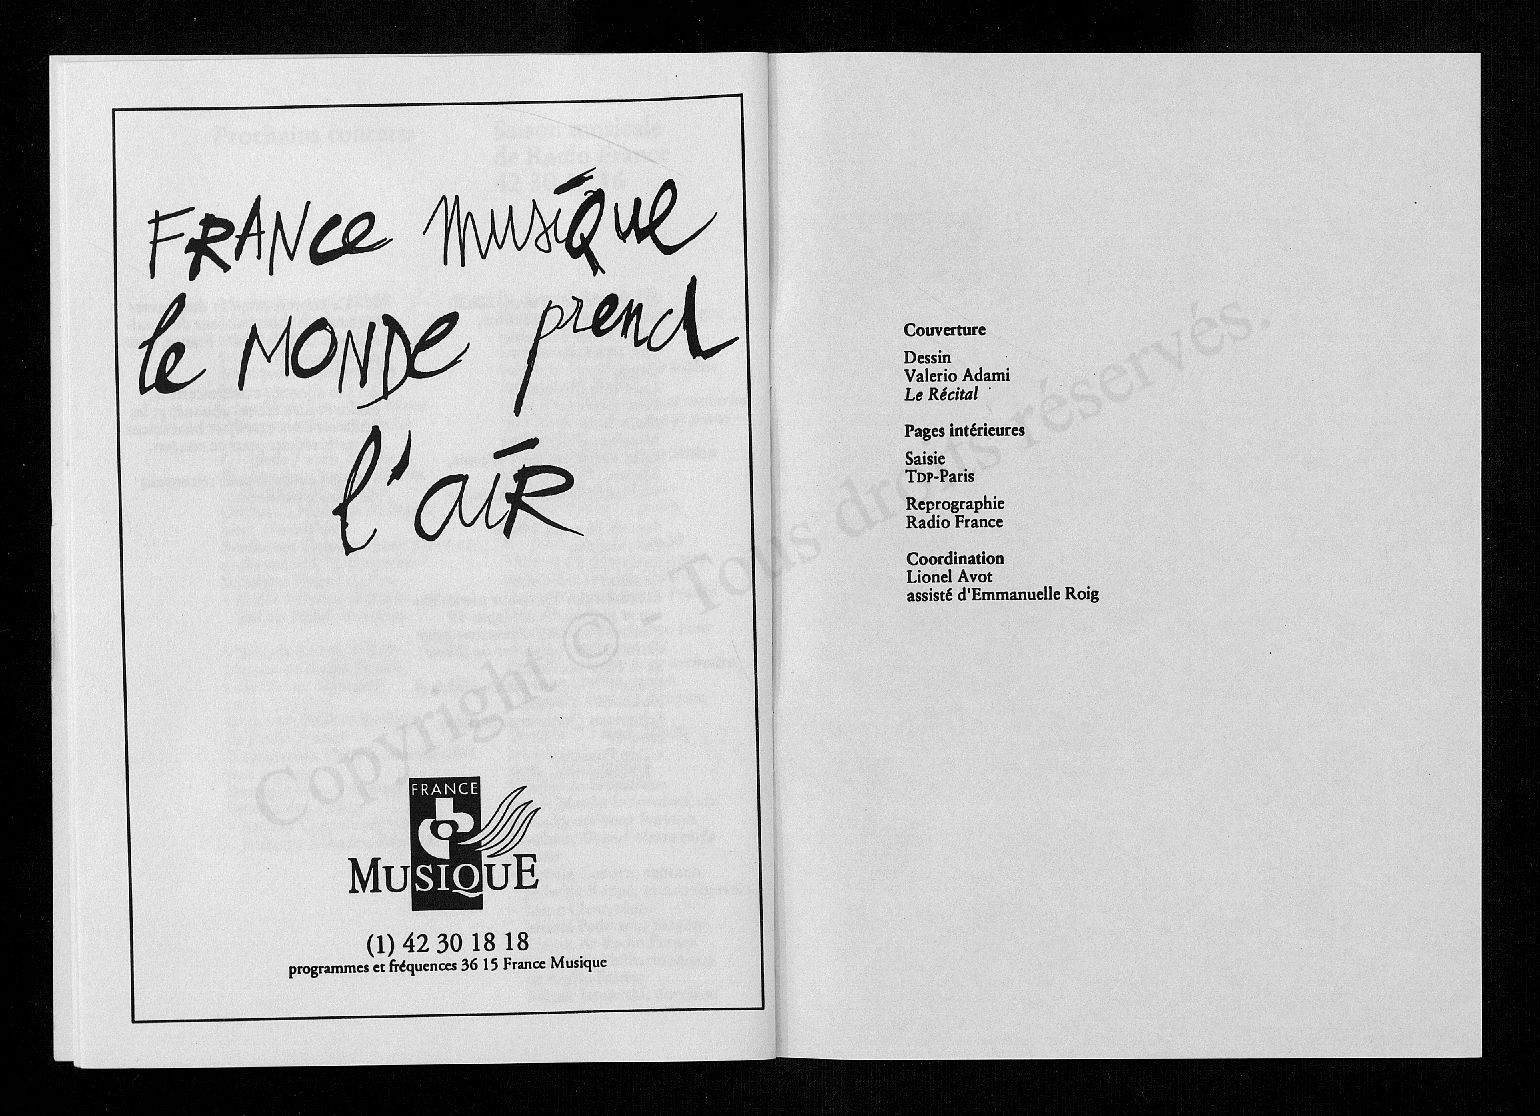 FRANce musique
le MONDe prend
l'aiR
FRANCE
MUSIQUE
(1) 42 30 18 18
programmes et fréquences 36 15 France Musique
Couverture
Dessin
Valerio Adami
Le Récital
Pages intérieures
Saisie
TDP-Paris
Reprographie
Radio France
Coordination
Lionel Avot
assisté d'Emmanuelle Roig
Copyright © - Tous droits réservés.